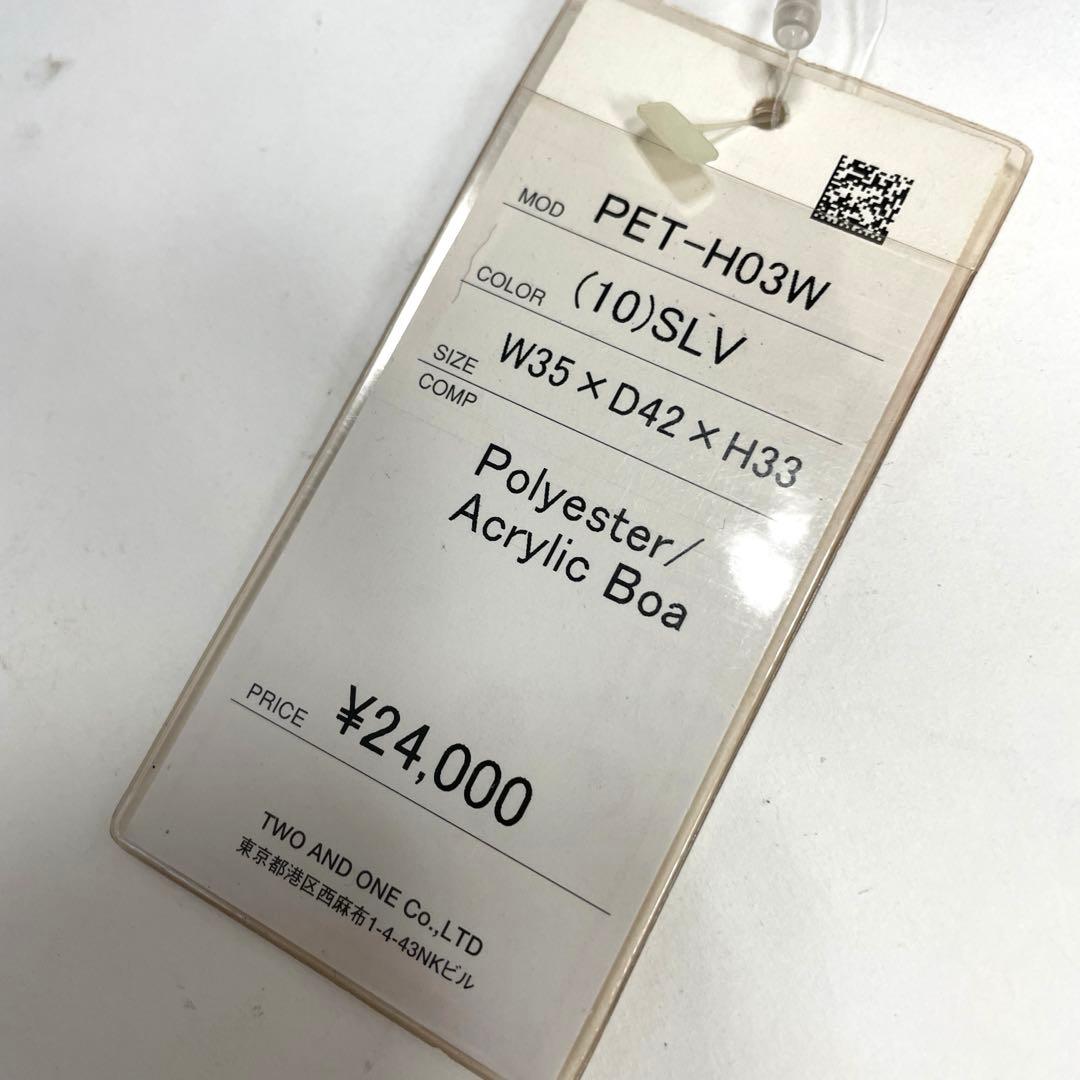 MOD PET-H03W
COLOR (10)SLV
SIZE W35×D42×H33
COMP
Polyester/
Acrylic Boa
PRICE ¥24,000
TWO AND ONE Co.,LTD
東京都港区西麻布1-4-43NKビル